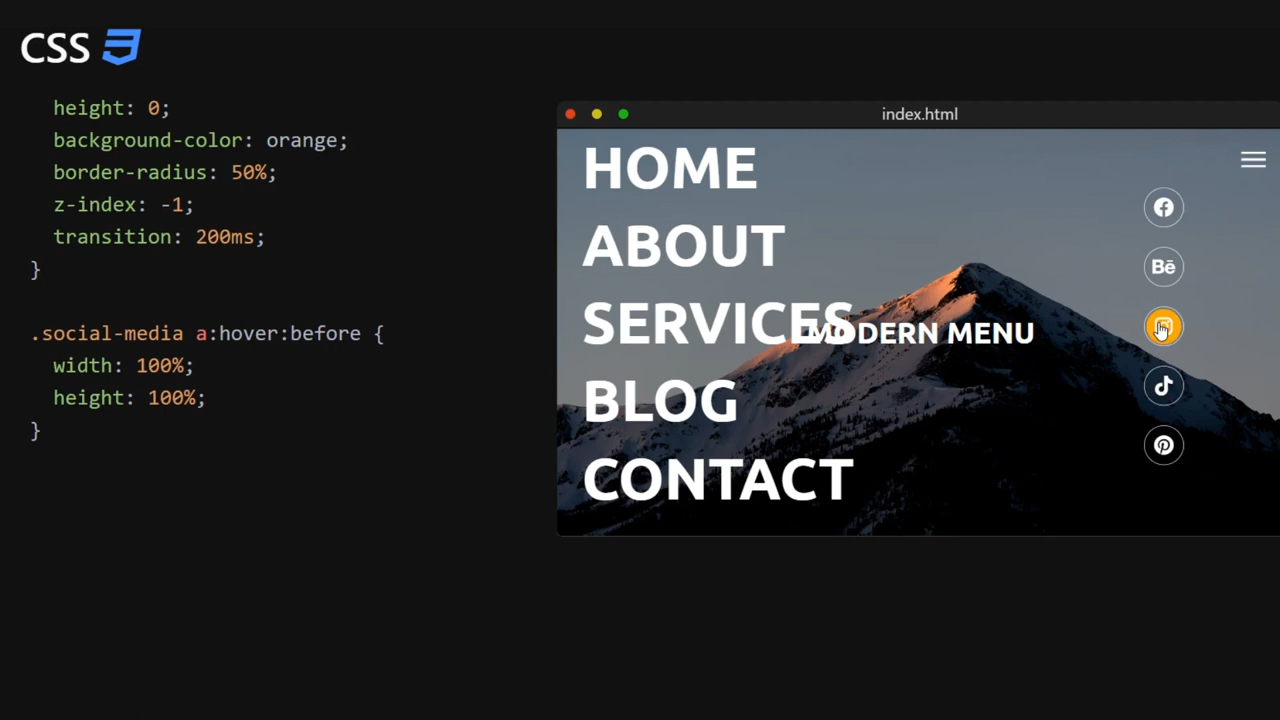 CSS
height: 0;
background-color: orange;
border-radius: 50%;
z-index: -1;
transition: 200ms;
}
.social-media a:hover:before {
width: 100%;
height: 100%;
}
index.html
HOME
ABOUT
SERVICES
MODERN MENU
BLOG
CONTACT
Bē